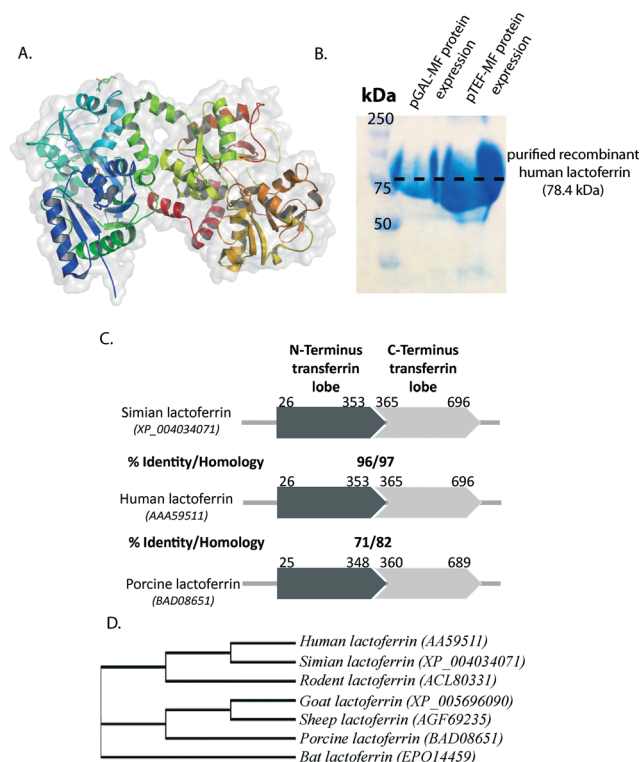 A.
B.
pGAL-MF protein
expression
pTEF-MF protein
expression
kDa
250
75
50
purified recombinant
human lactoferrin
(78.4 kDa)
C.
N-Terminus
transferrin
lobe
C-Terminus
transferrin
lobe
26 353 365 696
Simian lactoferrin
(XP_004034071)
% Identity/Homology 96/97
26 353 365 696
Human lactoferrin
(AAA59511)
% Identity/Homology 71/82
25 348 360 689
Porcine lactoferrin
(BAD08651)
D.
Human lactoferrin (AA59511)
Simian lactoferrin (XP_004034071)
Rodent lactoferrin (ACL80331)
Goat lactoferrin (XP_005696090)
Sheep lactoferrin (AGF69235)
Porcine lactoferrin (BAD08651)
Bat lactoferrin (EPO14459)